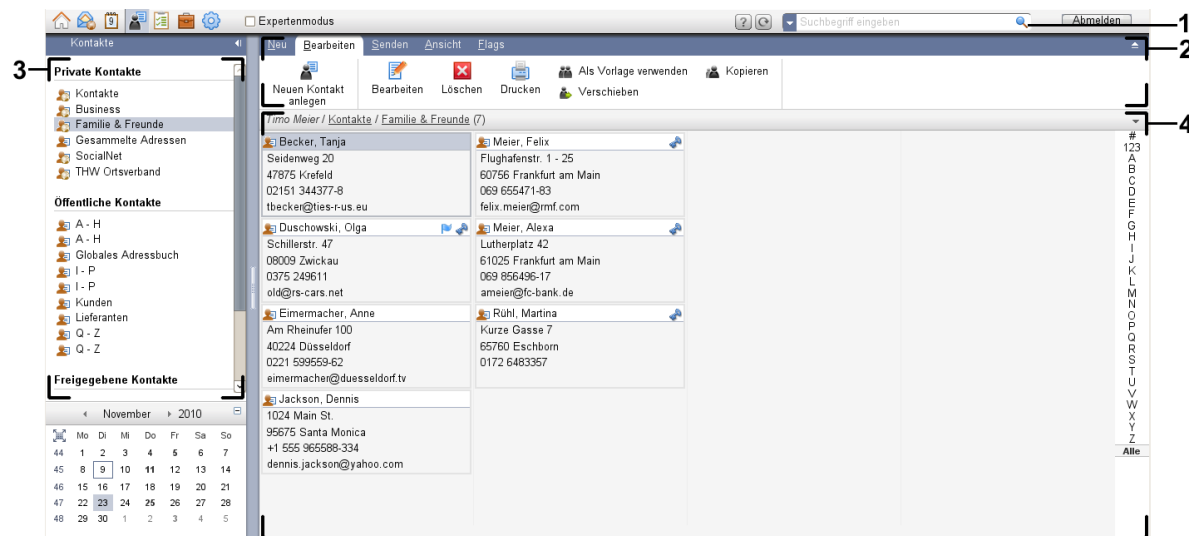 9
Expertenmodus
?
Suchbegriff eingeben
Abmelden
1
Kontakte
Neu Bearbeiten Senden Ansicht Flags
2
3
Private Kontakte
Kontakte
Business
Familie & Freunde
Gesammelte Adressen
SocialNet
THW Ortsverband
Öffentliche Kontakte
A - H
A - H
Globales Adressbuch
I - P
I - P
Kunden
Lieferanten
Q - Z
Q - Z
Freigegebene Kontakte
Neuen Kontakt
anlegen
Bearbeiten
Löschen
Drucken
Als Vorlage verwenden
Verschieben
Kopieren
Timo Meier / Kontakte / Familie & Freunde (7)
4
Becker, Tanja
Seidenweg 20
47875 Krefeld
02151 344377-8
tbecker@ties-r-us.eu
Duschowski, Olga
Schillerstr. 47
08009 Zwickau
0375 249611
old@rs-cars.net
Eimermacher, Anne
Am Rheinufer 100
40224 Düsseldorf
0221 599559-62
eimermacher@duesseldorf.tv
Jackson, Dennis
1024 Main St.
95675 Santa Monica
+1 555 965588-334
dennis.jackson@yahoo.com
Meier, Felix
Flughafenstr. 1 - 25
60756 Frankfurt am Main
069 655471-83
felix.meier@rmf.com
Meier, Alexa
Lutherplatz 42
61025 Frankfurt am Main
069 856496-17
ameier@fc-bank.de
Rühl, Martina
Kurze Gasse 7
65760 Eschborn
0172 6483357
#
123
A
B
C
D
E
F
G
H
I
J
K
L
M
N
O
P
Q
R
S
T
U
V
W
X
Y
Z
Alle
November 2010
Mo Di Mi Do Fr Sa So
44 1 2 3 4 5 6 7
45 8 9 10 11 12 13 14
46 15 16 17 18 19 20 21
47 22 23 24 25 26 27 28
48 29 30 1 2 3 4 5